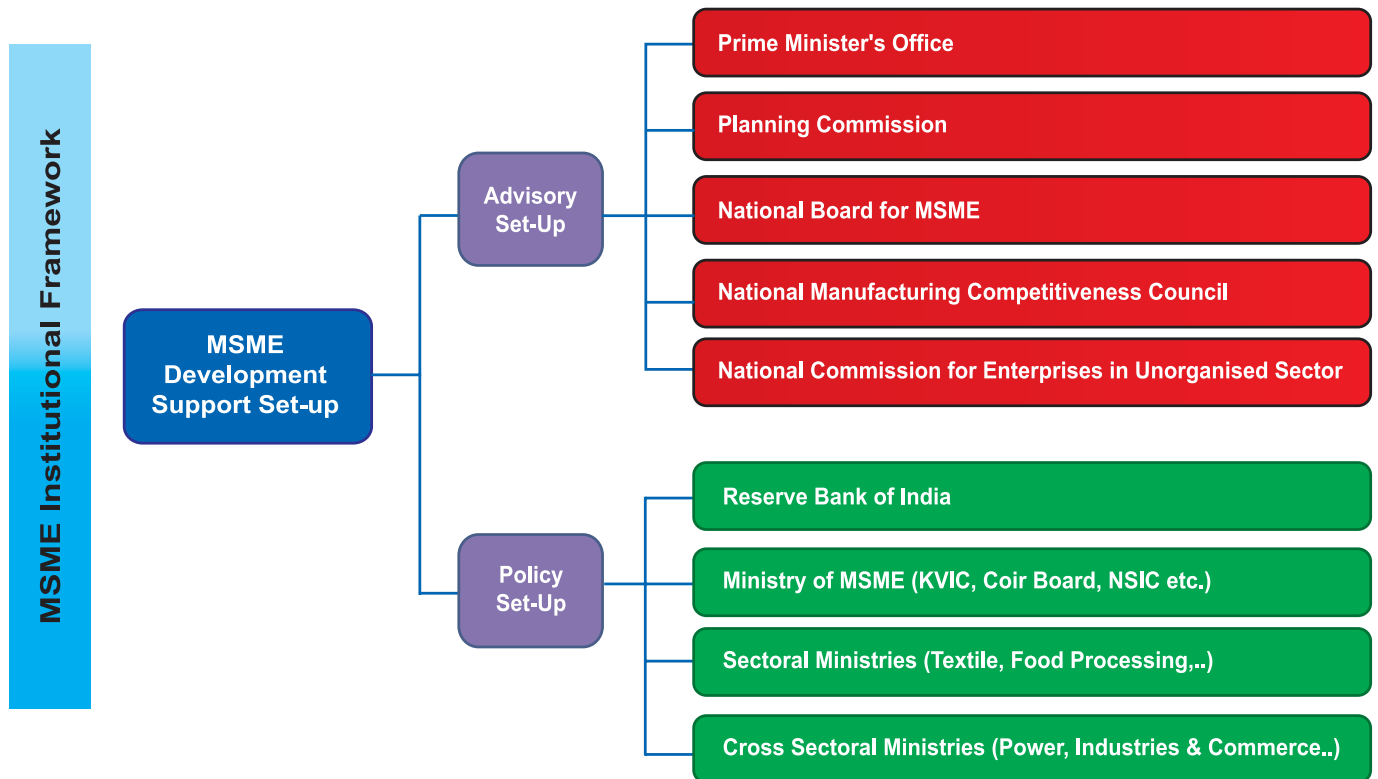 MSME Institutional Framework
MSME
Development
Support Set-up
Advisory
Set-Up
Prime Minister's Office
Planning Commission
National Board for MSME
National Manufacturing Competitiveness Council
National Commission for Enterprises in Unorganised Sector
Policy
Set-Up
Reserve Bank of India
Ministry of MSME (KVIC, Coir Board, NSIC etc.)
Sectoral Ministries (Textile, Food Processing,..)
Cross Sectoral Ministries (Power, Industries & Commerce..)